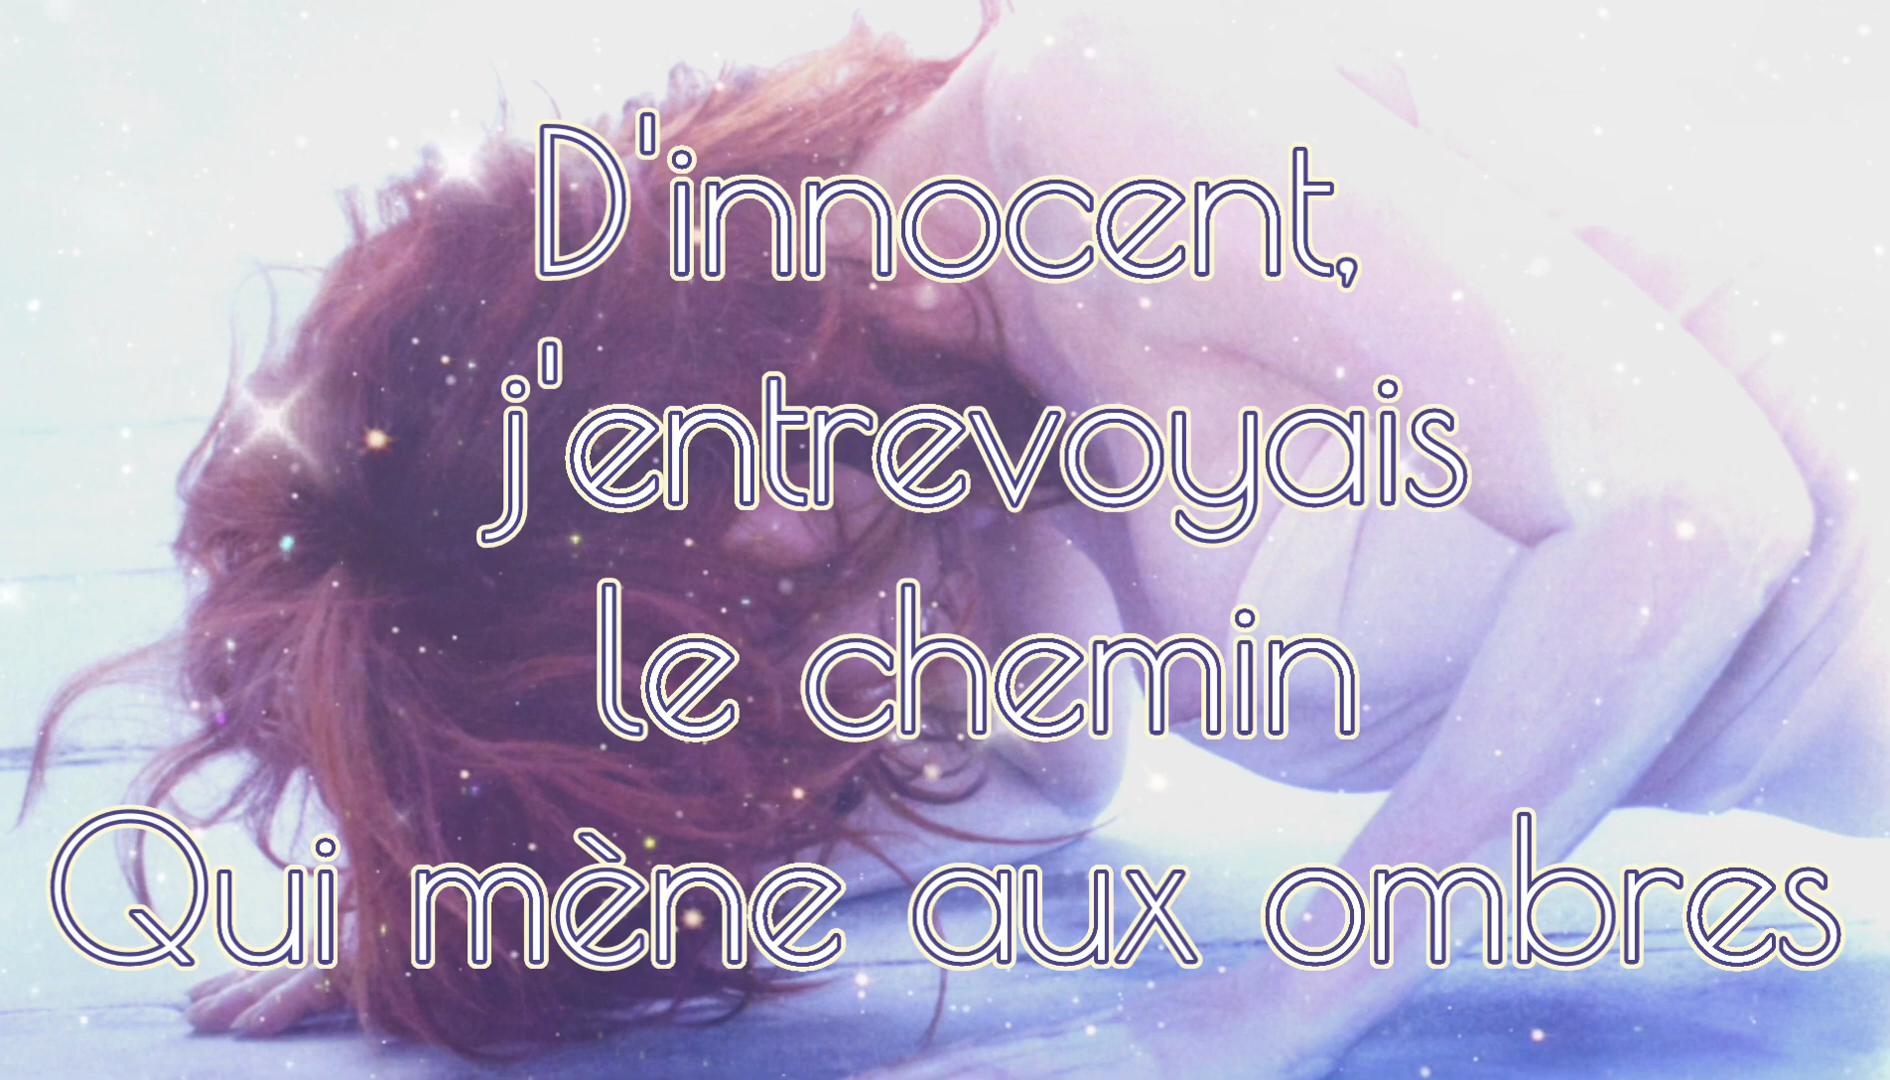 D'innocent,
j'entrevoyais
le chemin
Qui mène aux ombres